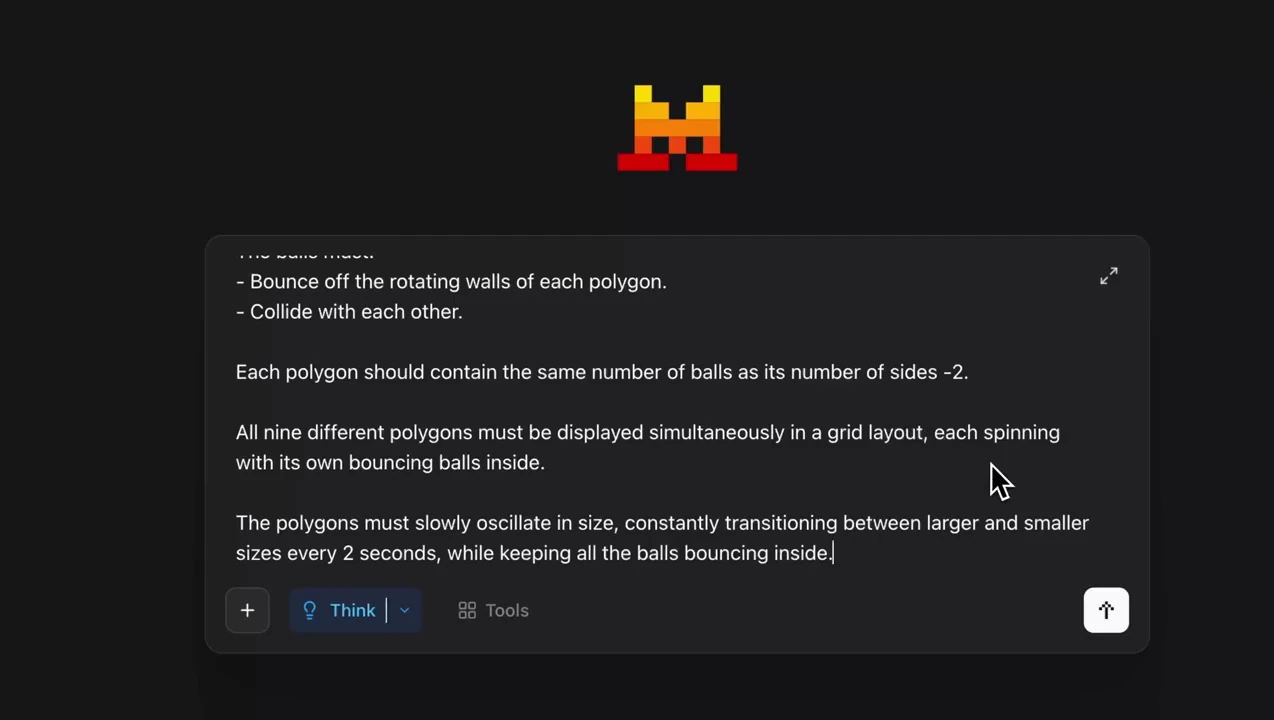 The balls must:
- Bounce off the rotating walls of each polygon.
- Collide with each other.
Each polygon should contain the same number of balls as its number of sides -2.
All nine different polygons must be displayed simultaneously in a grid layout, each spinning
with its own bouncing balls inside.
The polygons must slowly oscillate in size, constantly transitioning between larger and smaller
sizes every 2 seconds, while keeping all the balls bouncing inside.
Think
Tools